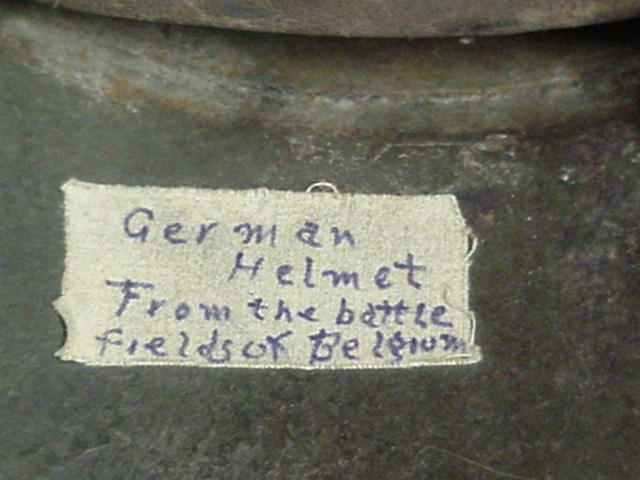 German
Helmet
From the battle
fields of Belgium